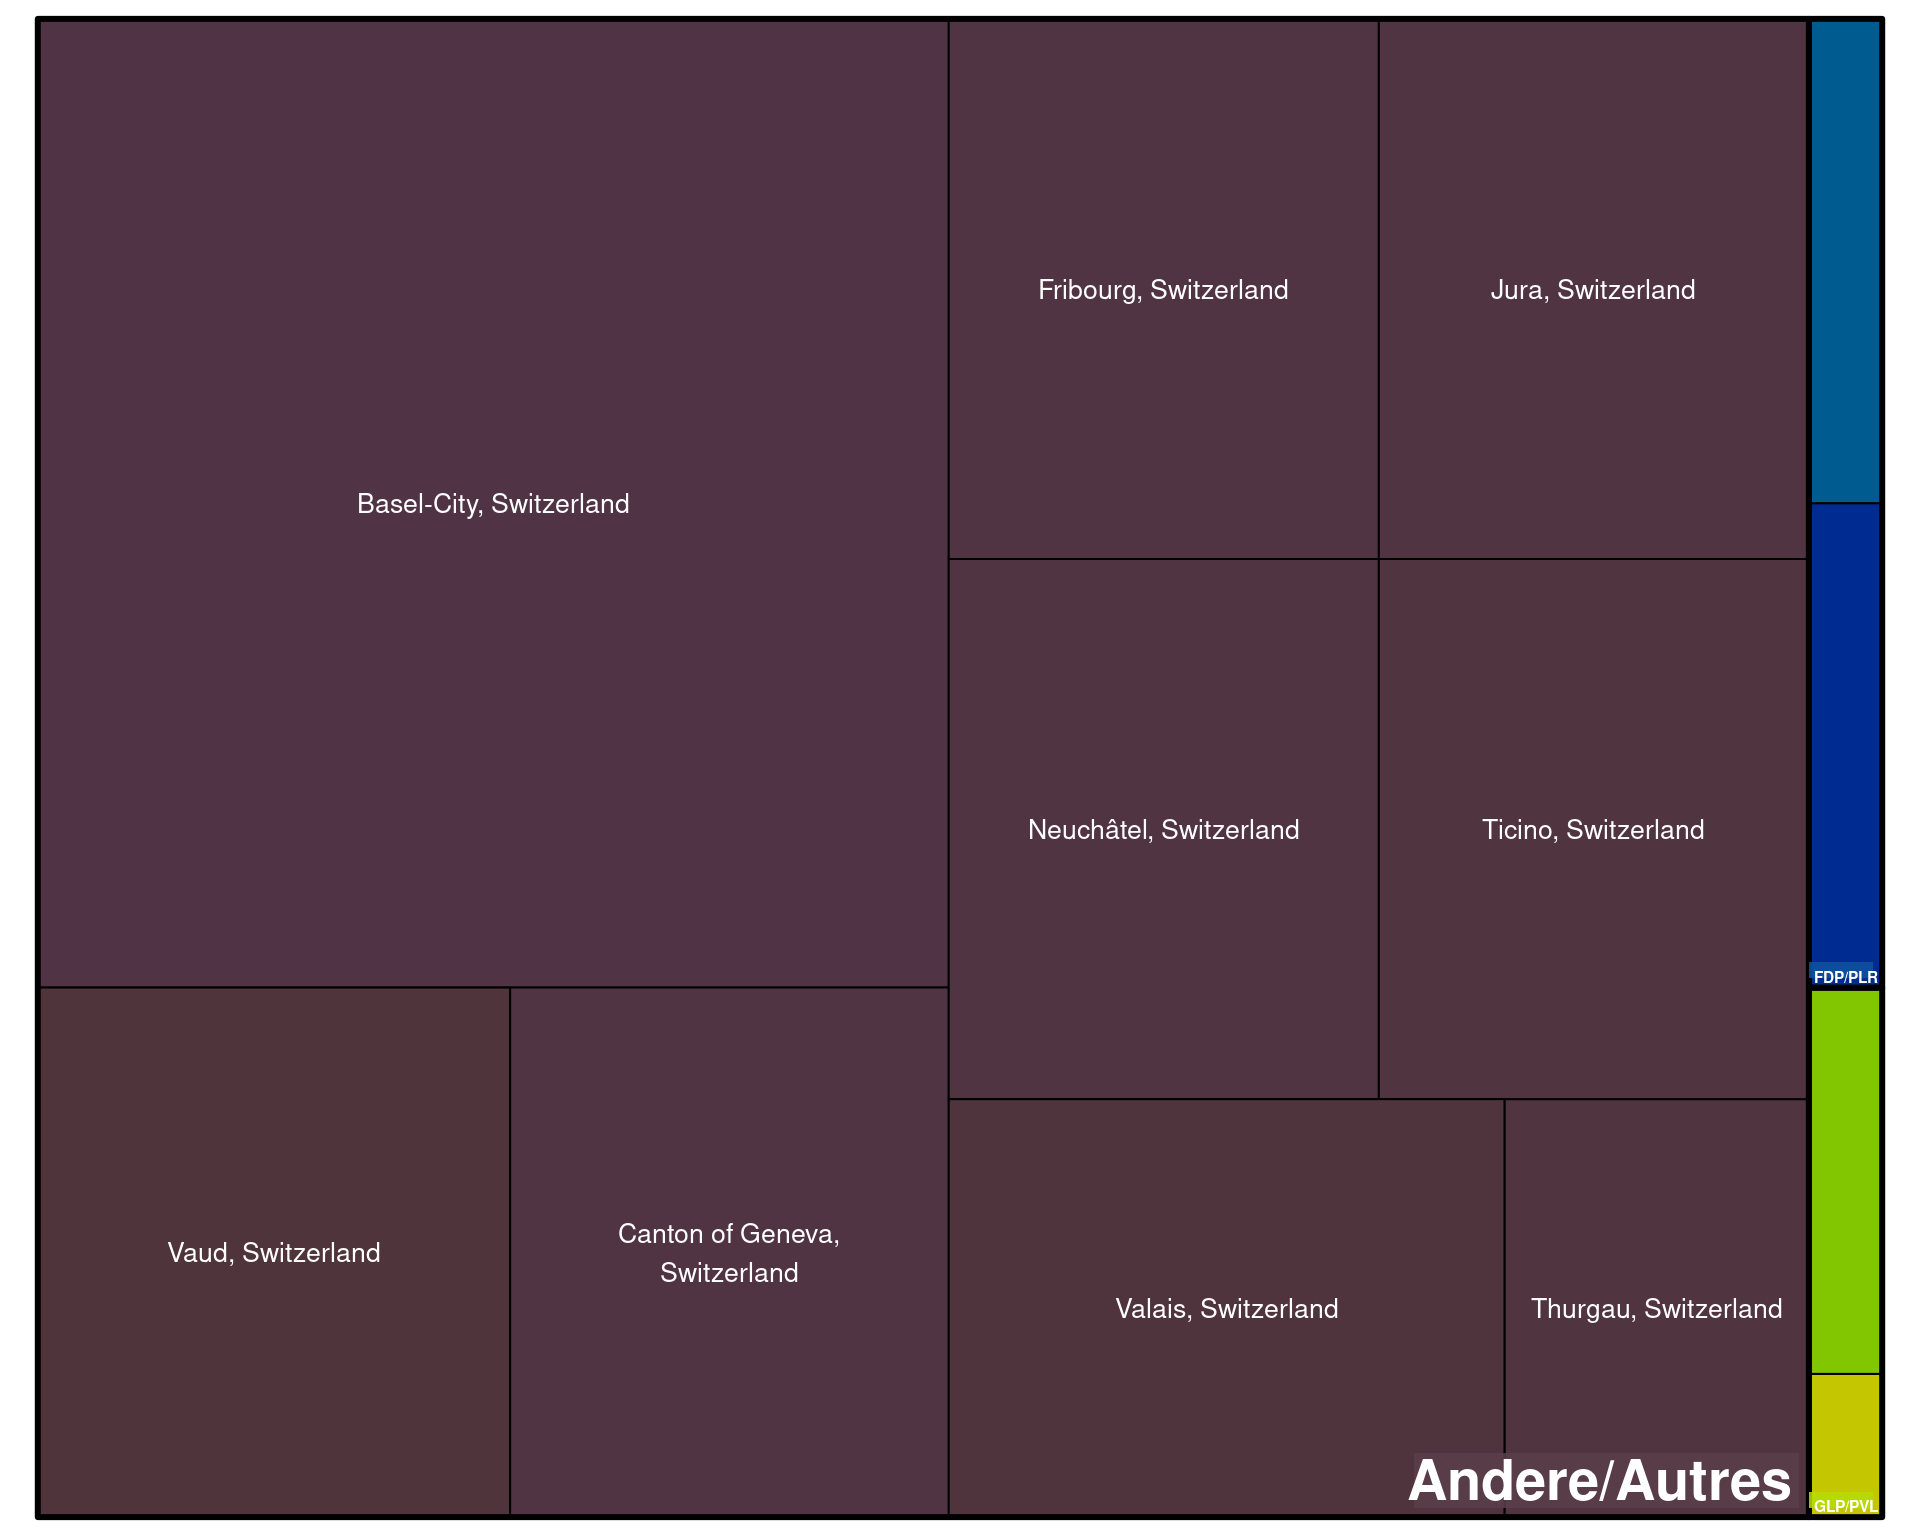 Basel-City, Switzerland
Fribourg, Switzerland
Jura, Switzerland
Neuchâtel, Switzerland
Ticino, Switzerland
FDP/PLR
Vaud, Switzerland
Canton of Geneva,
Switzerland
Valais, Switzerland
Thurgau, Switzerland
Andere/Autres
GLP/PVL